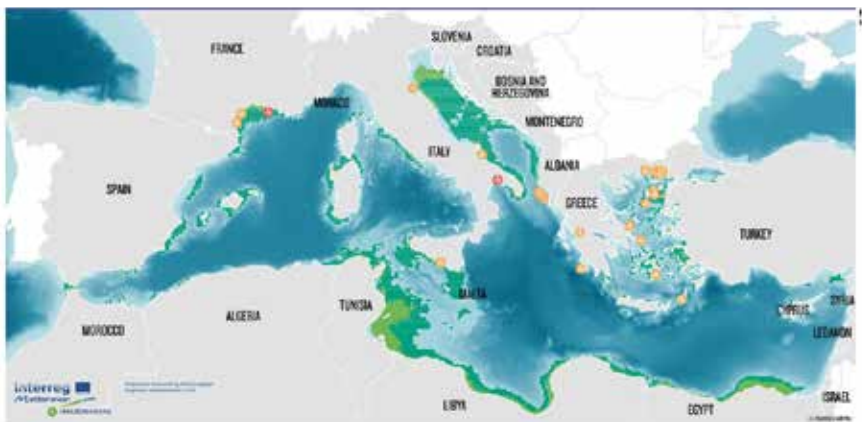 SLOVENIA
FRANCE
CROATIA
BOSNIA AND
HERZEGOVINA
MONACO
MONTENEGRO
ITALY
ALBANIA
SPAIN
GREECE
TURKEY
MALTA
TUNISIA
ALGERIA
SYRIA
CYPRUS
MOROCCO
LEBANON
ISRAEL
LIBYA
EGYPT
Interreg
Mediterranean